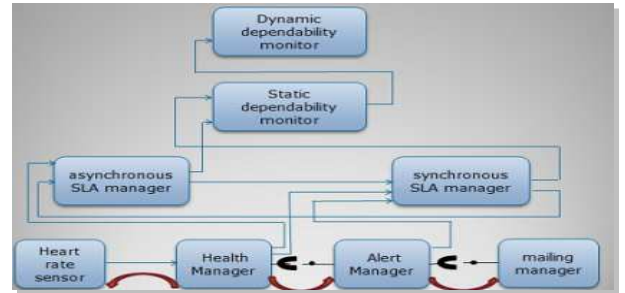 Dynamic
dependability
monitor
Static
dependability
monitor
asynchronous
SLA manager
synchronous
SLA manager
Heart
rate
sensor
Health
Manager
Alert
Manager
mailing
manager